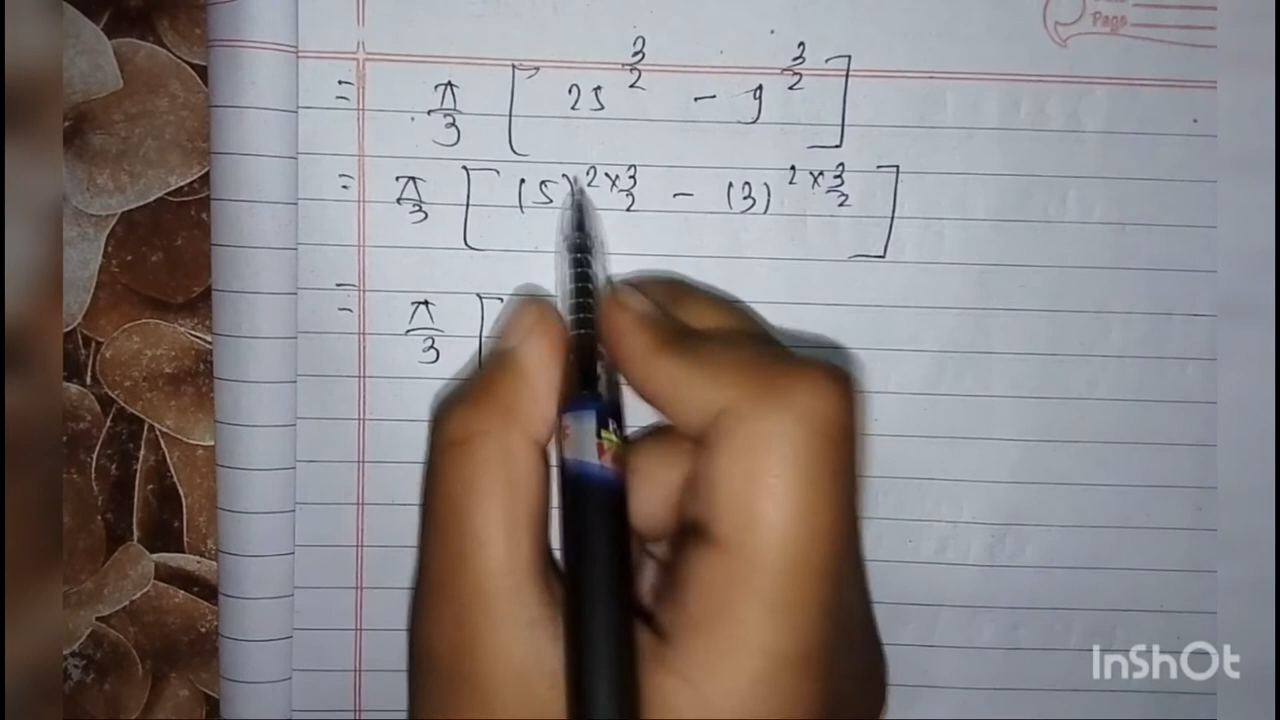 Page
= π/3 [ 25^3/2 - 9^3/2 ]
= π/3 [ (5)^2×3/2 - (3)^2×3/2 ]
= π/3 [
InShOt